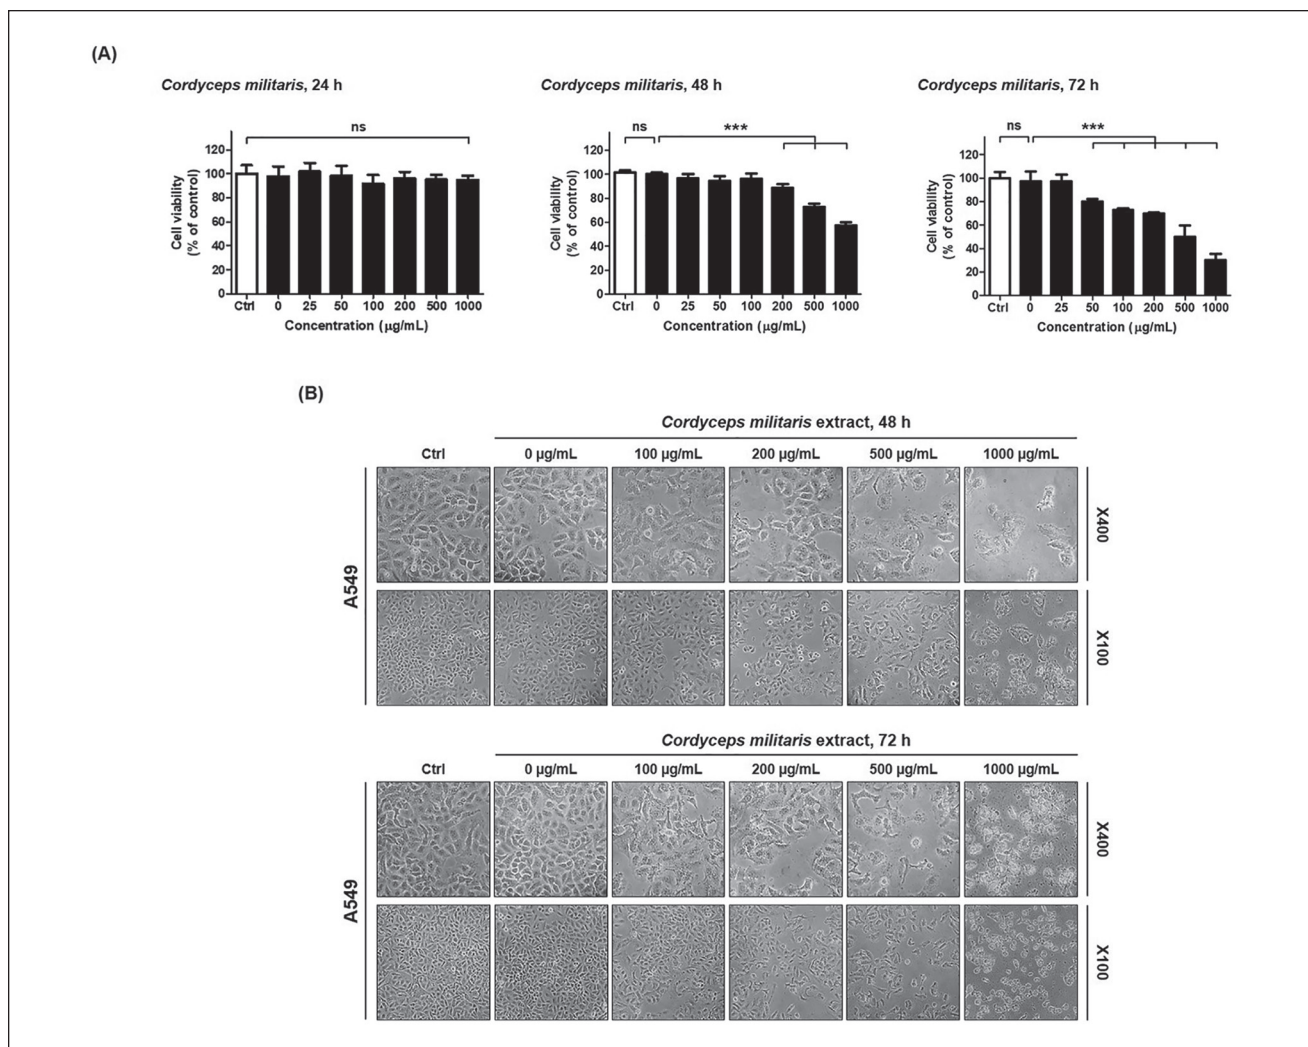 (A)
Cordyceps militaris, 24 h
Cordyceps militaris, 48 h
Cordyceps militaris, 72 h
ns
120
100
80
60
40
20
0
Cell viability
(% of control)
Ctrl 0 25 50 100 200 500 1000
Concentration (µg/mL)
ns
***
120
100
80
60
40
20
0
Cell viability
(% of control)
Ctrl 0 25 50 100 200 500 1000
Concentration (µg/mL)
ns
***
120
100
80
60
40
20
0
Cell viability
(% of control)
Ctrl 0 25 50 100 200 500 1000
Concentration (µg/mL)
(B)
Cordyceps militaris extract, 48 h
Ctrl 0 µg/mL 100 µg/mL 200 µg/mL 500 µg/mL 1000 µg/mL
A549
X400
X100
Cordyceps militaris extract, 72 h
Ctrl 0 µg/mL 100 µg/mL 200 µg/mL 500 µg/mL 1000 µg/mL
A549
X400
X100